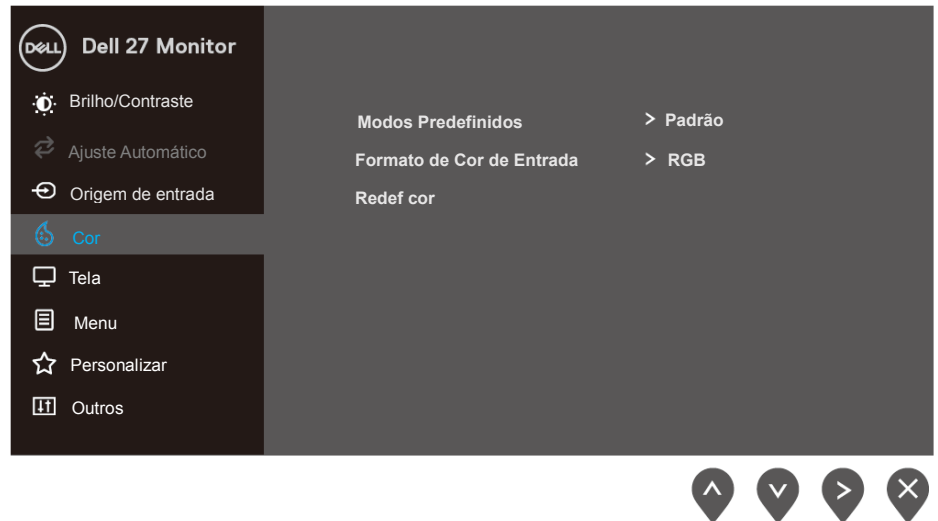 DELL Dell 27 Monitor
Brilho/Contraste
Ajuste Automático
Origem de entrada
Cor
Tela
Menu
Personalizar
Outros
Modos Predefinidos > Padrão
Formato de Cor de Entrada > RGB
Redef cor